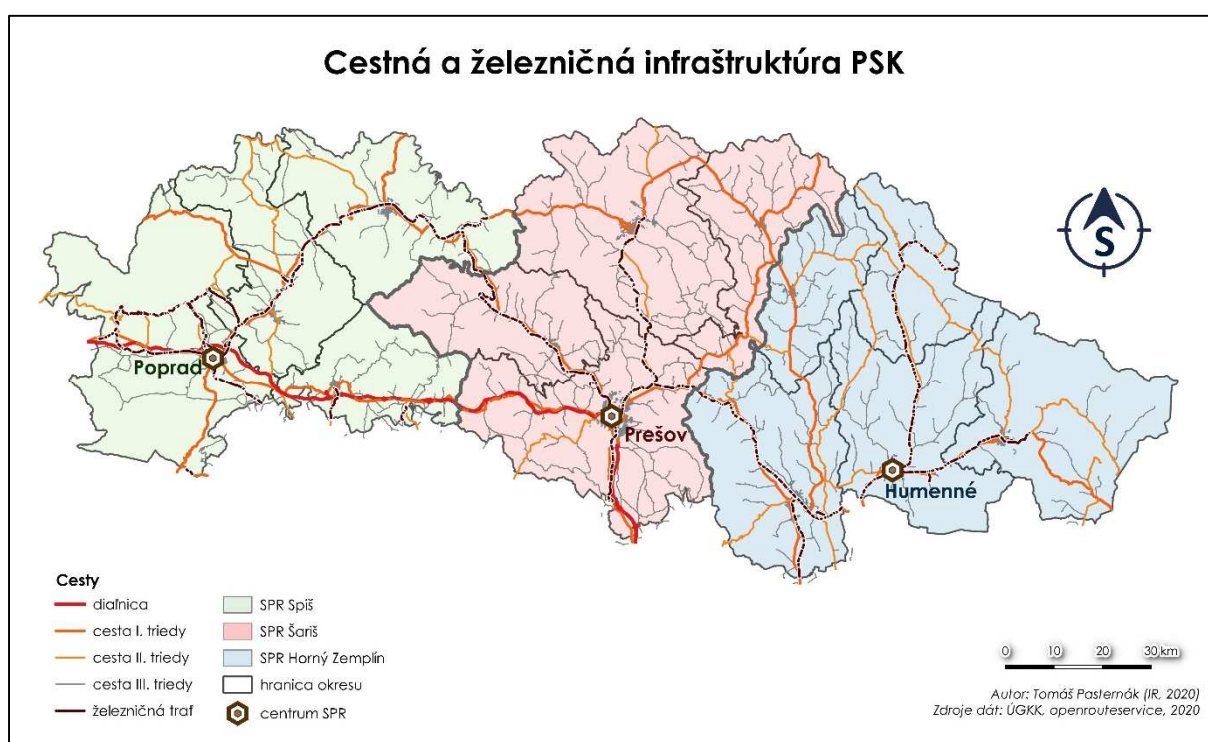 Cestná a železničná infraštruktúra PSK
S
Poprad
Prešov
Humenné
Cesty
diaľnica
cesta I. triedy
cesta II. triedy
cesta III. triedy
železničná trať
SPR Spiš
SPR Šariš
SPR Horný Zemplín
hranica okresu
centrum SPR
0 10 20 30 km
Autor: Tomáš Pasternák (IR, 2020)
Zdroje dát: ÚGKK, openrouteservice, 2020